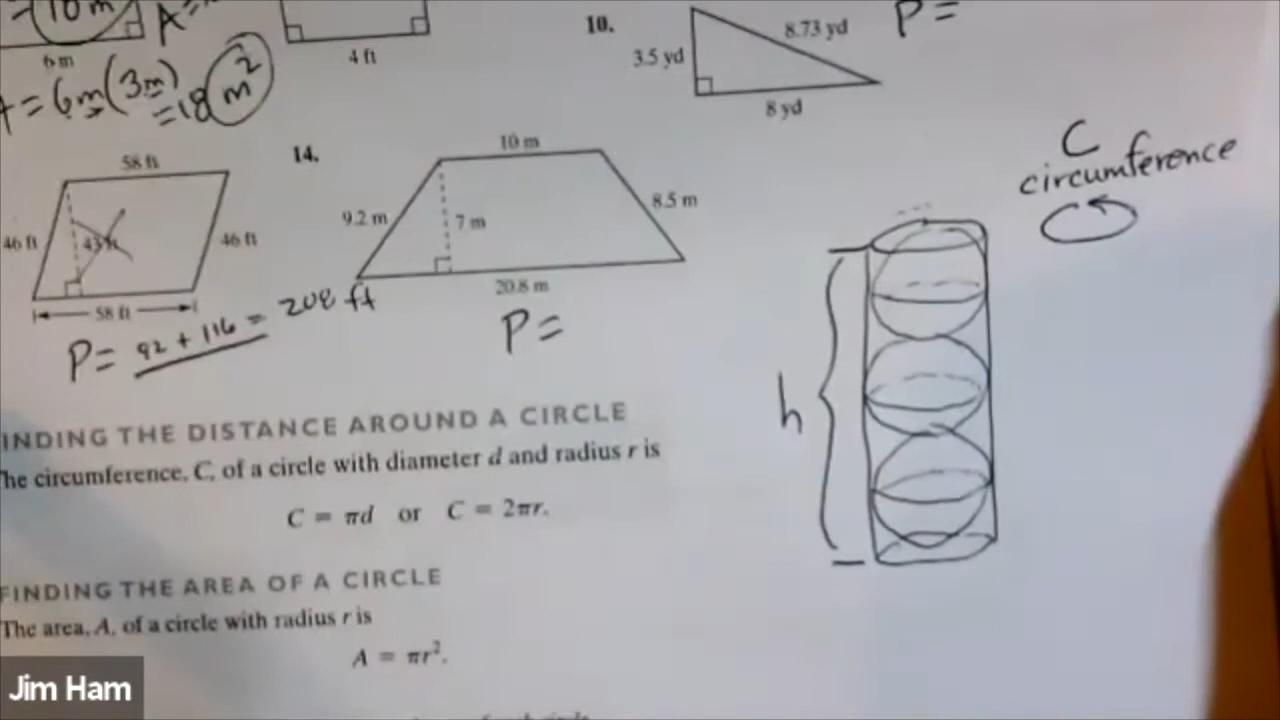 10 m
A =
6 m
= 6m(3m)
= 18 m²
4 ft
10.
3.5 yd
8.73 yd
8 yd
P =
58 ft
46 ft
43 ft
46 ft
58 ft
P = 92 + 116 = 208 ft
14.
10 m
9.2 m
7 m
8.5 m
20.8 m
P =
C
circumference
h
INDING THE DISTANCE AROUND A CIRCLE
he circumference, C, of a circle with diameter d and radius r is
C = πd or C = 2πr.
FINDING THE AREA OF A CIRCLE
The area, A, of a circle with radius r is
A = πr².
Jim Ham